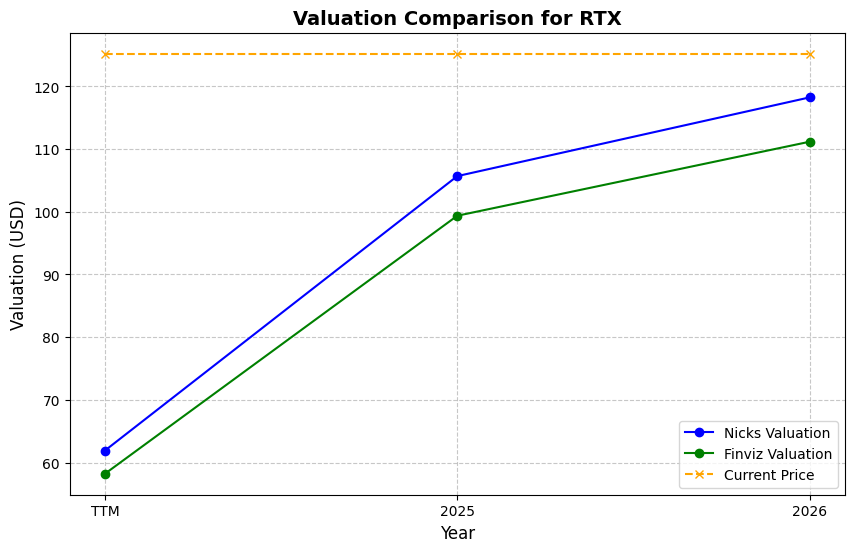 Valuation Comparison for RTX
Valuation (USD)
120
110
100
90
80
70
60
TTM
2025
2026
Year
Nicks Valuation
Finviz Valuation
Current Price